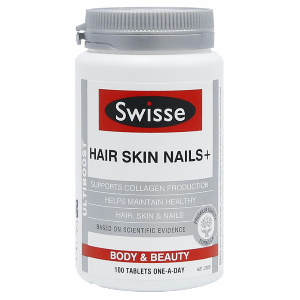 Swisse
ULTIBOOST
HAIR SKIN NAILS+
SUPPORTS COLLAGEN PRODUCTION
HELPS MAINTAIN HEALTHY
HAIR, SKIN & NAILS
BASED ON SCIENTIFIC EVIDENCE
BODY & BEAUTY
100 TABLETS ONE-A-DAY